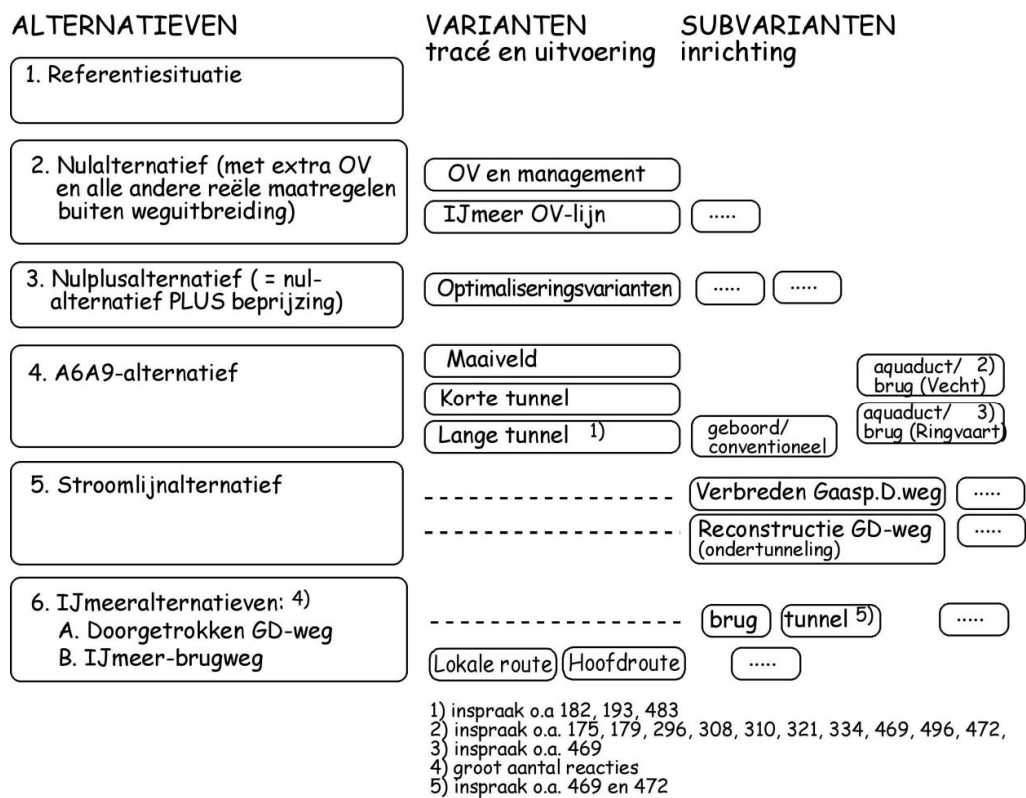 ALTERNATIEVEN
VARIANTEN
tracé en uitvoering
SUBVARIANTEN
inrichting
1. Referentiesituatie
2. Nulalternatief (met extra OV
en alle andere reële maatregelen
buiten weguitbreiding)
OV en management
IJmeer OV-lijn
.....
3. Nulplusalternatief ( = nul-
alternatief PLUS beprijzing)
Optimaliseringsvarianten
.....
.....
4. A6A9-alternatief
Maaiveld
Korte tunnel
Lange tunnel 1)
geboord/
conventioneel
aquaduct/ 2)
brug (Vecht)
aquaduct/ 3)
brug (Ringvaart)
5. Stroomlijnalternatief
Verbreden Gaasp.D.weg
.....
Reconstructie GD-weg
(ondertunneling)
.....
6. IJmeeralternatieven: 4)
A. Doorgetrokken GD-weg
B. IJmeer-brugweg
brug
tunnel 5)
.....
Lokale route
Hoofdroute
.....
1) inspraak o.a 182, 193, 483
2) inspraak o.a. 175, 179, 296, 308, 310, 321, 334, 469, 496, 472,
3) inspraak o.a. 469
4) groot aantal reacties
5) inspraak o.a. 469 en 472